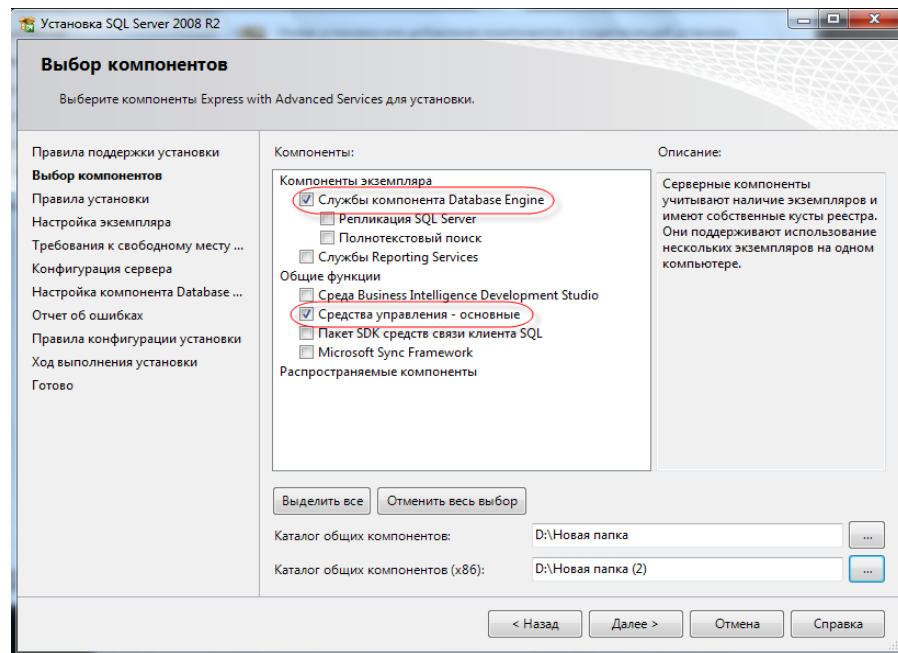 Установка SQL Server 2008 R2
Выбор компонентов
Выберите компоненты Express with Advanced Services для установки.
Правила поддержки установки
Выбор компонентов
Правила установки
Настройка экземпляра
Требования к свободному месту ...
Конфигурация сервера
Настройка компонента Database ...
Отчет об ошибках
Правила конфигурации установки
Ход выполнения установки
Готово
Компоненты:
Компоненты экземпляра
Службы компонента Database Engine
Репликация SQL Server
Полнотекстовый поиск
Службы Reporting Services
Общие функции
Среда Business Intelligence Development Studio
Средства управления - основные
Пакет SDK средств связи клиента SQL
Microsoft Sync Framework
Распространяемые компоненты
Описание:
Серверные компоненты
учитывают наличие экземпляров и
имеют собственные кусты реестра.
Они поддерживают использование
нескольких экземпляров на одном
компьютере.
Выделить все
Отменить весь выбор
Каталог общих компонентов:
D:\Новая папка
...
Каталог общих компонентов (x86):
D:\Новая папка (2)
...
< Назад
Далее >
Отмена
Справка